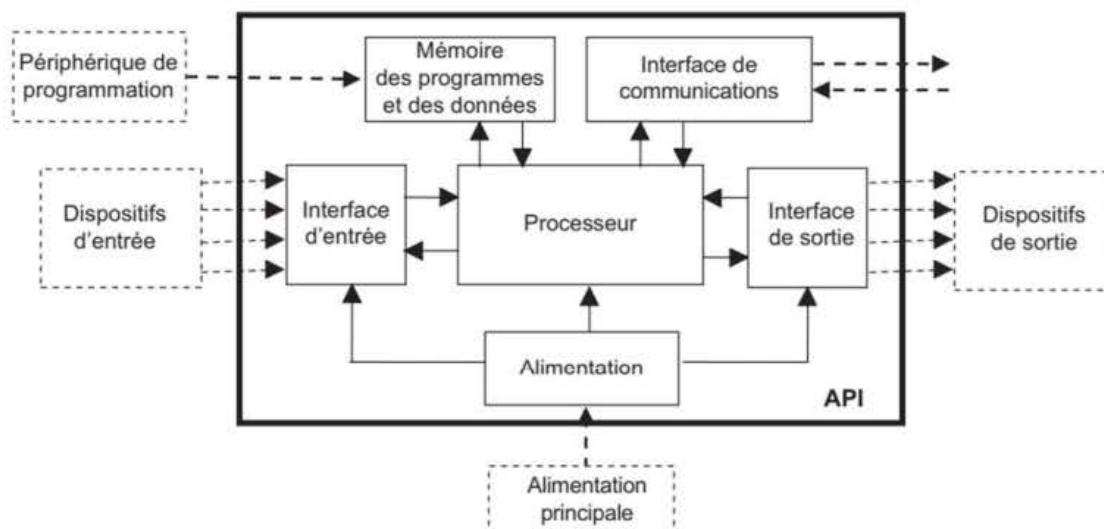 Périphérique de
programmation
Mémoire
des programmes
et des données
Interface de
communications
Dispositifs
d'entrée
Interface
d'entrée
Processeur
Interface
de sortie
Dispositifs
de sortie
Alimentation
API
Alimentation
principale